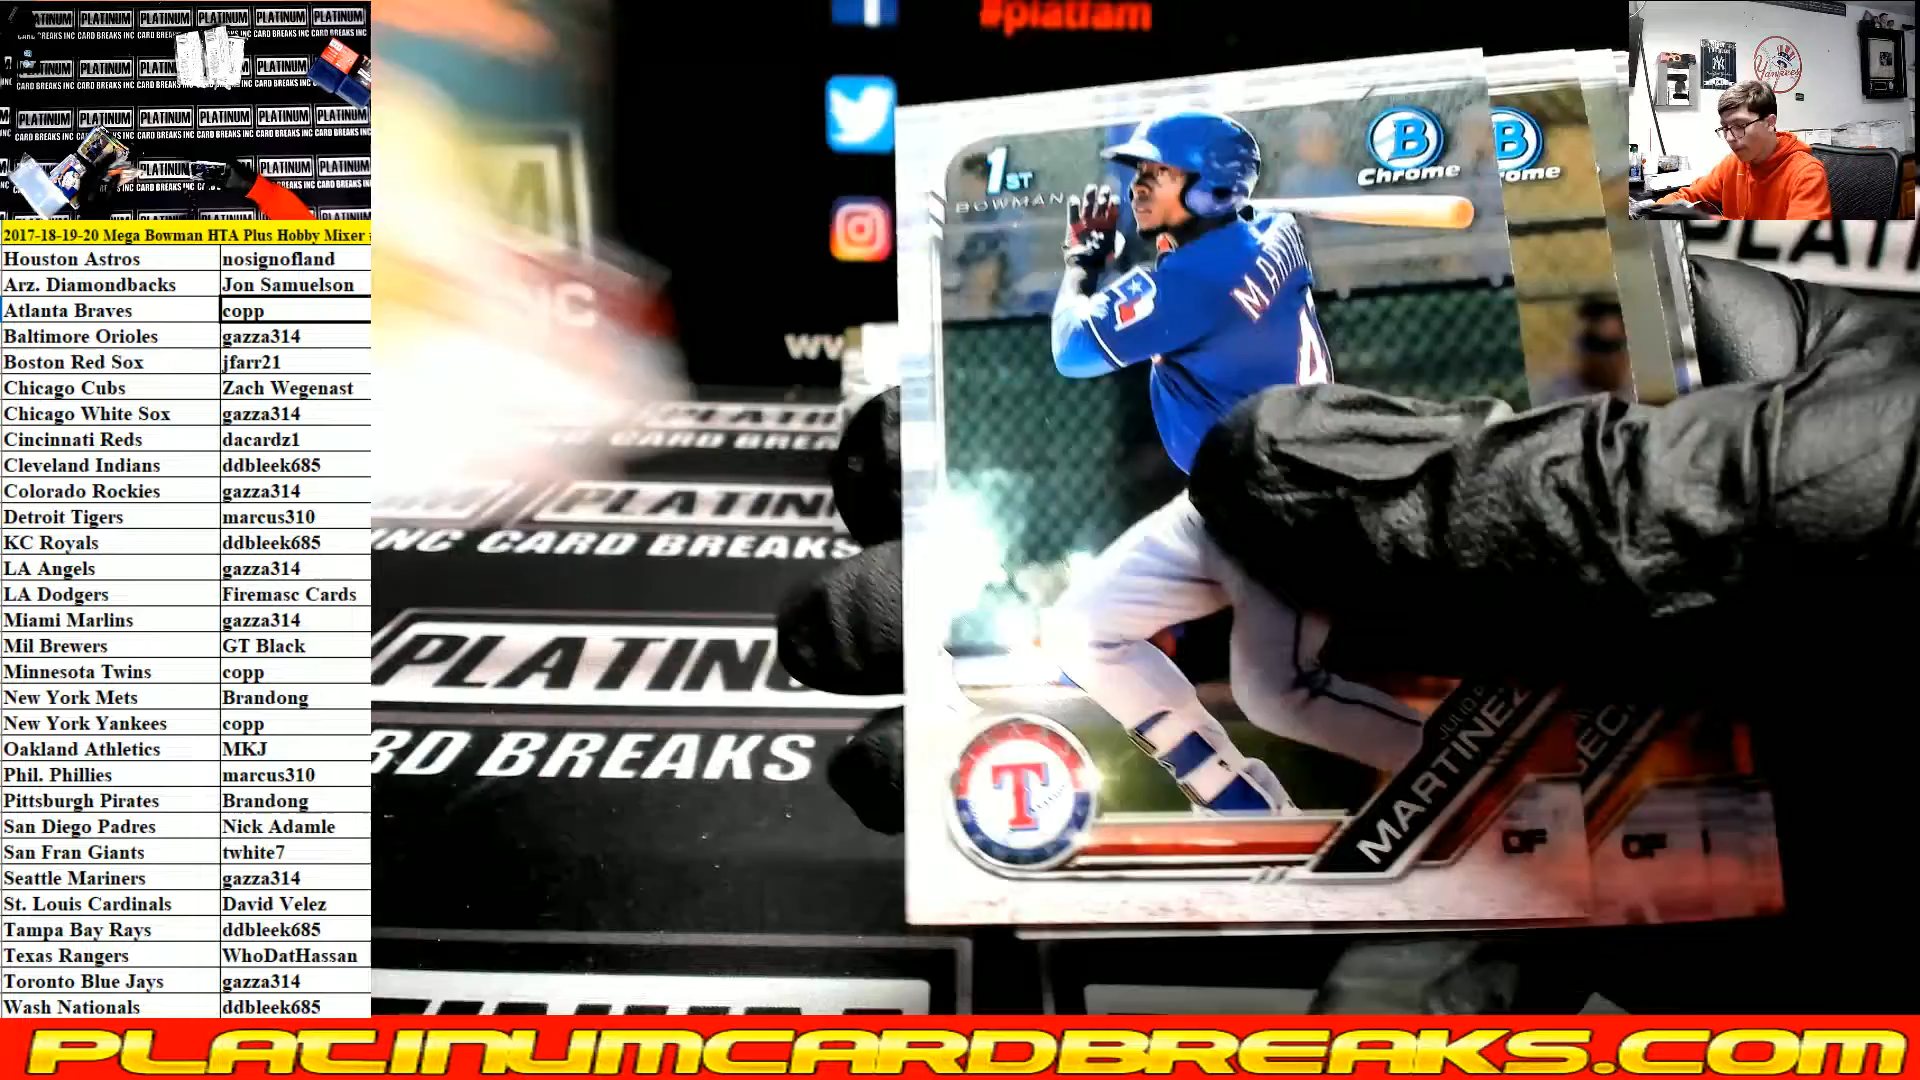 #platfam
2017-18-19-20 Mega Bowman HTA Plus Hobby Mixer
Houston Astros nosignofland
Arz. Diamondbacks Jon Samuelson
Atlanta Braves copp
Baltimore Orioles gazza314
Boston Red Sox jfarr21
Chicago Cubs Zach Wegenast
Chicago White Sox gazza314
Cincinnati Reds dacardz1
Cleveland Indians ddbleek685
Colorado Rockies gazza314
Detroit Tigers marcus310
KC Royals ddbleek685
LA Angels gazza314
LA Dodgers Firemasc Cards
Miami Marlins gazza314
Mil Brewers GT Black
Minnesota Twins copp
New York Mets Brandong
New York Yankees copp
Oakland Athletics MKJ
Phil. Phillies marcus310
Pittsburgh Pirates Brandong
San Diego Padres Nick Adamle
San Fran Giants twhite7
Seattle Mariners gazza314
St. Louis Cardinals David Velez
Tampa Bay Rays ddbleek685
Texas Rangers WhoDatHassan
Toronto Blue Jays gazza314
Wash Nationals ddbleek685
PLATINUM
CARD BREAKS INC
1ST
BOWMAN
B
Chrome
T
MARTINEZ
OF
OF
Yankees
PLATINUMCARDBREAKS.COM